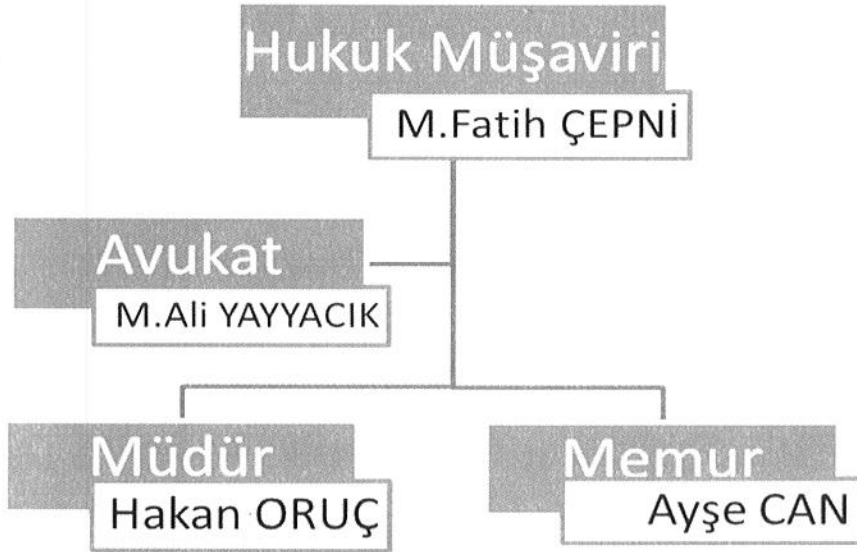 Hukuk Müşaviri
M.Fatih ÇEPNİ
Avukat
M.Ali YAYYACIK
Müdür
Hakan ORUÇ
Memur
Ayşe CAN